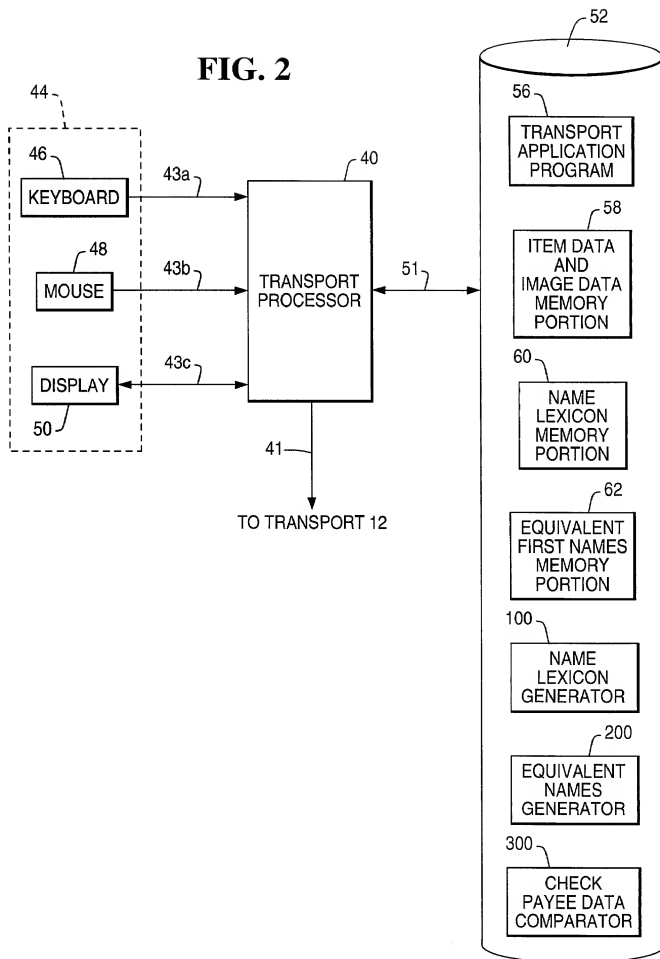 FIG. 2
52
44
46
KEYBOARD
43a
40
48
MOUSE
43b
TRANSPORT
PROCESSOR
51
DISPLAY
50
43c
41
TO TRANSPORT 12
56
TRANSPORT
APPLICATION
PROGRAM
58
ITEM DATA
AND
IMAGE DATA
MEMORY
PORTION
60
NAME
LEXICON
MEMORY
PORTION
62
EQUIVALENT
FIRST NAMES
MEMORY
PORTION
100
NAME
LEXICON
GENERATOR
200
EQUIVALENT
NAMES
GENERATOR
300
CHECK
PAYEE DATA
COMPARATOR